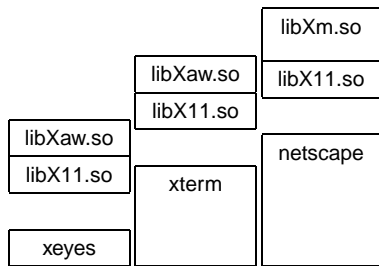 libXm.so
libXaw.so
libX11.so
libX11.so
libXaw.so
xterm
netscape
libX11.so
xeyes